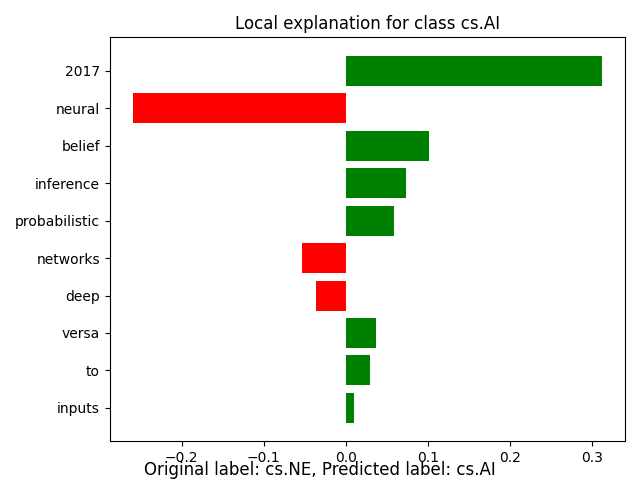 Local explanation for class cs.AI
2017
neural
belief
inference
probabilistic
networks
deep
versa
to
inputs
−0.2 −0.1 0.0 0.1 0.2 0.3
Original label: cs.NE, Predicted label: cs.AI